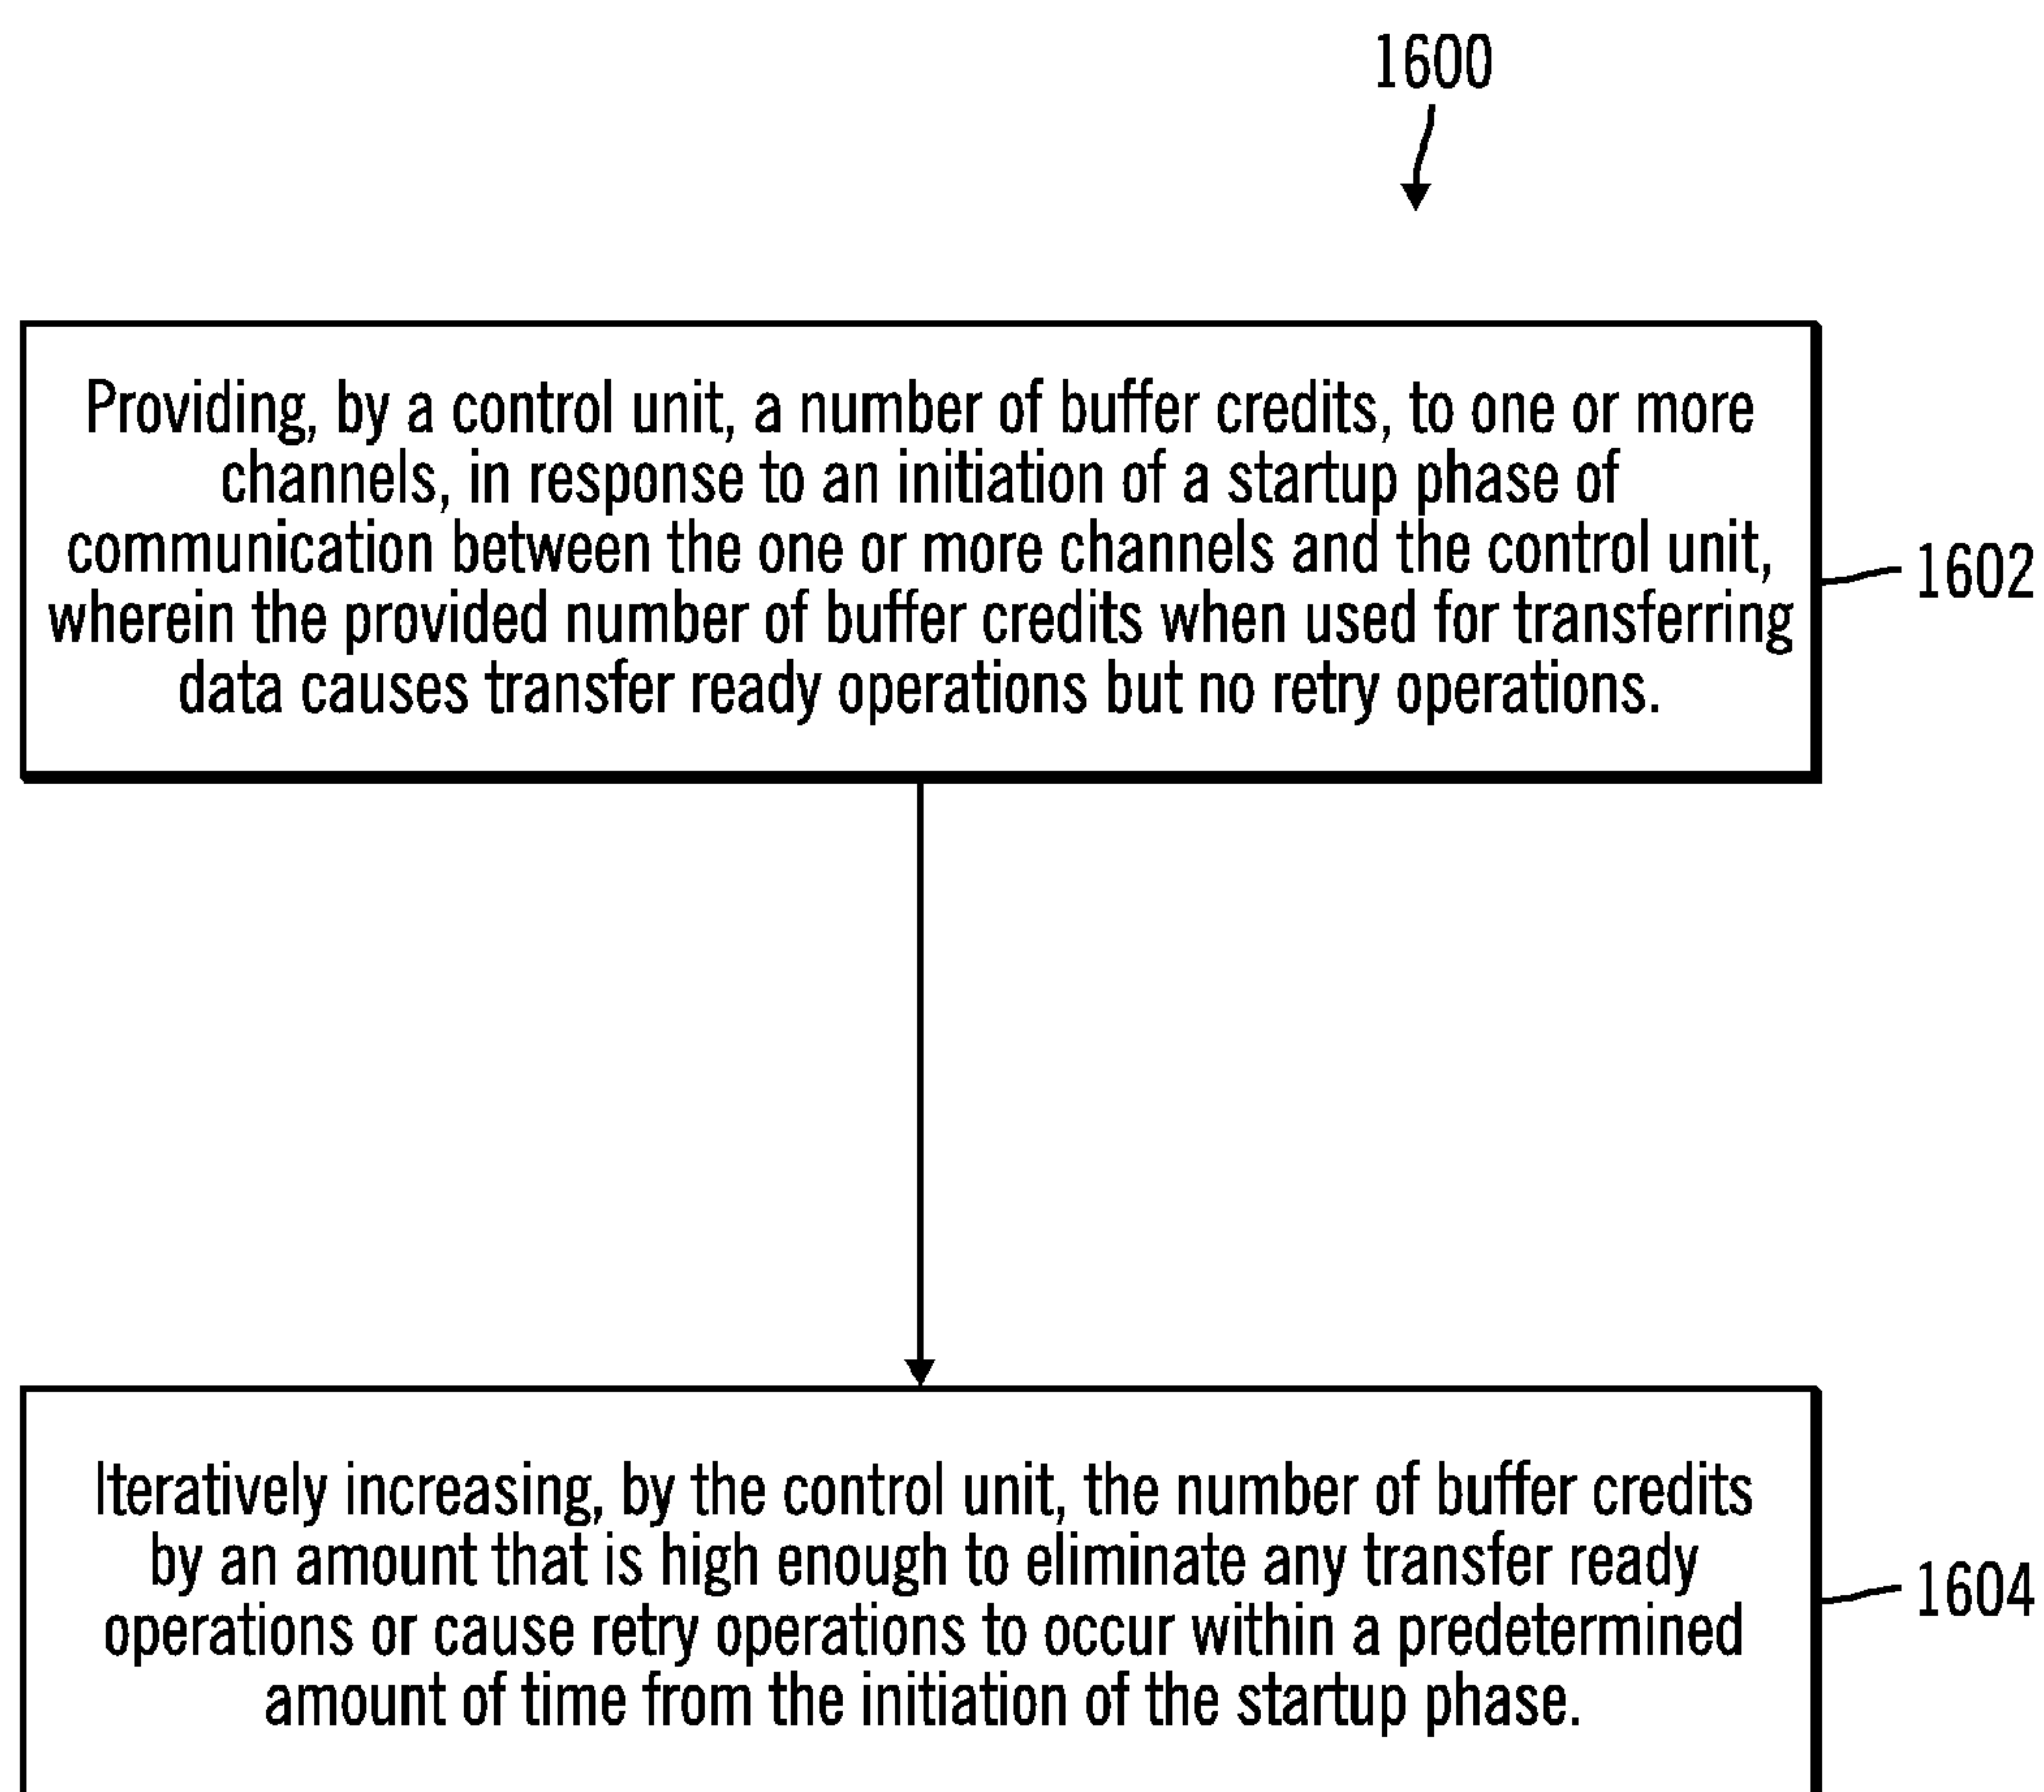 1600
Providing, by a control unit, a number of buffer credits, to one or more
channels, in response to an initiation of a startup phase of
communication between the one or more channels and the control unit,
wherein the provided number of buffer credits when used for transferring
data causes transfer ready operations but no retry operations.
1602
Iteratively increasing, by the control unit, the number of buffer credits
by an amount that is high enough to eliminate any transfer ready
operations or cause retry operations to occur within a predetermined
amount of time from the initiation of the startup phase.
1604